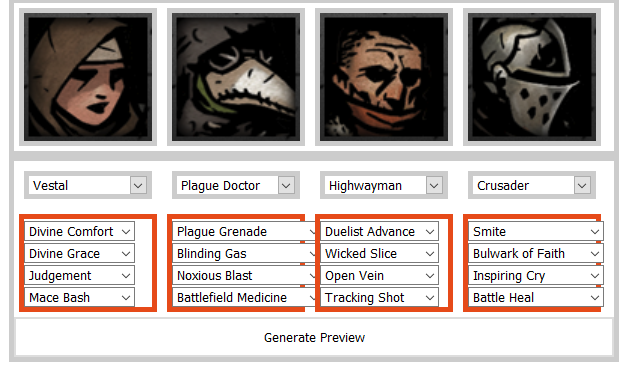 Vestal Plague Doctor Highwayman Crusader
Divine Comfort Plague Grenade Duelist Advance Smite
Divine Grace Blinding Gas Wicked Slice Bulwark of Faith
Judgement Noxious Blast Open Vein Inspiring Cry
Mace Bash Battlefield Medicine Tracking Shot Battle Heal
Generate Preview